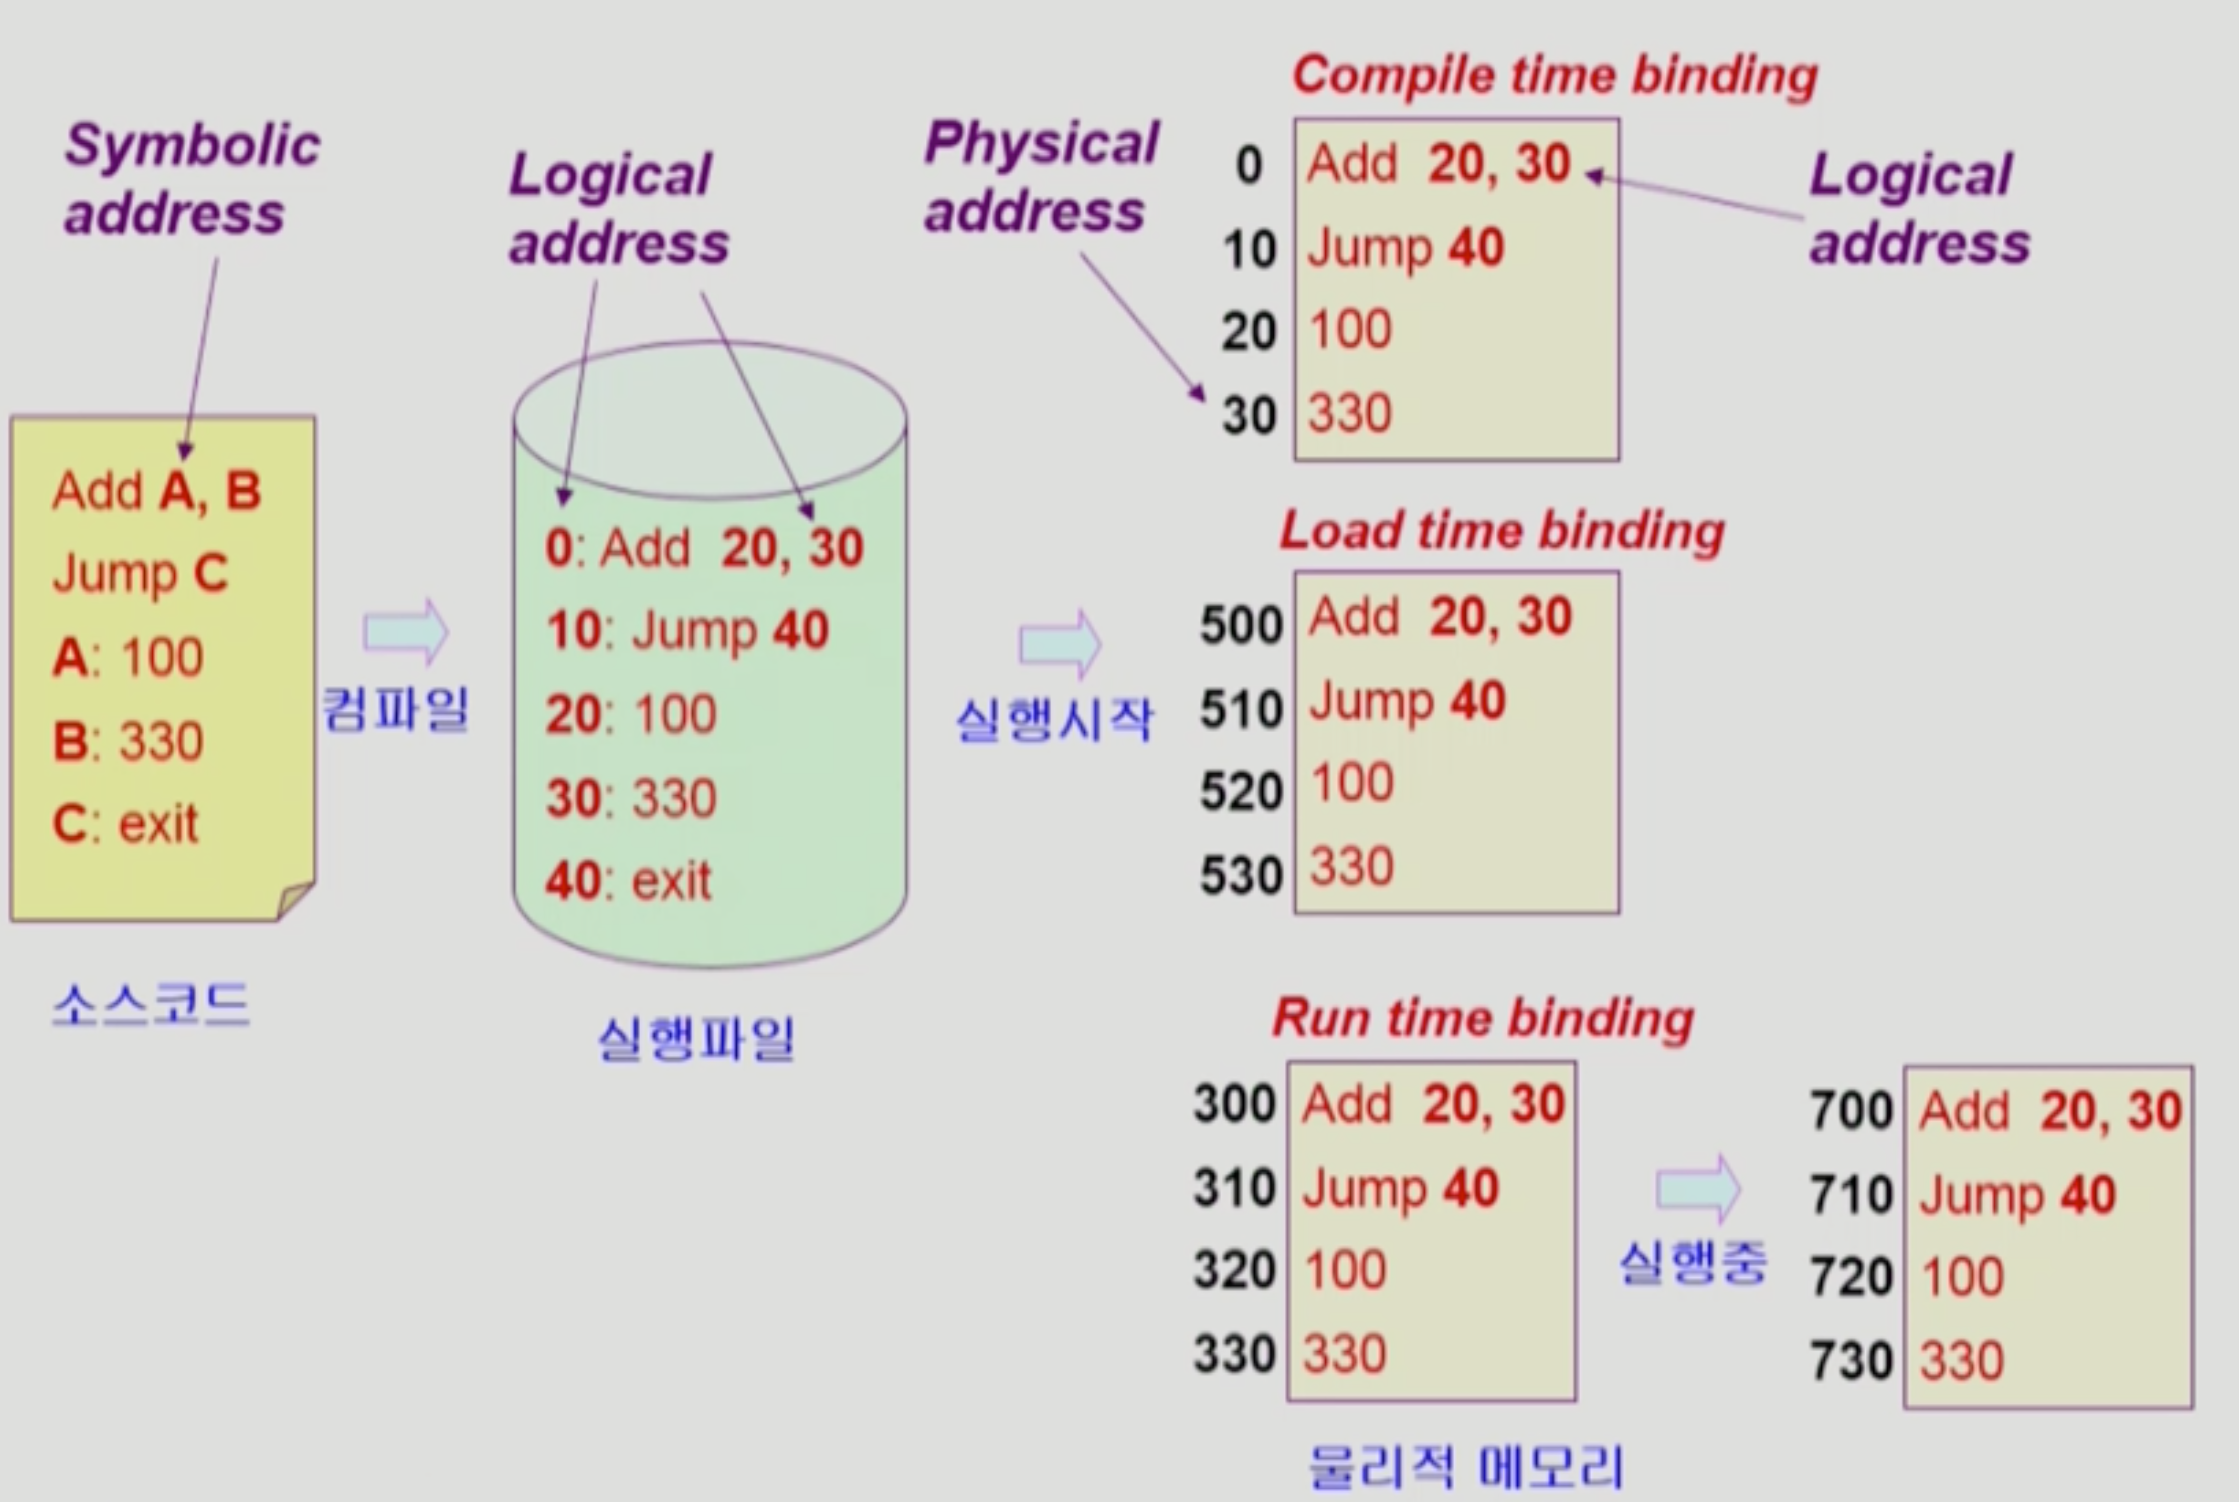 Symbolic
address
Add A, B
Jump C
A: 100
B: 330
C: exit
소스코드
컴파일
Logical
address
0: Add 20, 30
10: Jump 40
20: 100
30: 330
40: exit
실행파일
실행시작
Physical
address
Compile time binding
0 Add 20, 30
10 Jump 40
20 100
30 330
Logical
address
Load time binding
500 Add 20, 30
510 Jump 40
520 100
530 330
Run time binding
300 Add 20, 30
310 Jump 40
320 100
330 330
실행중
700 Add 20, 30
710 Jump 40
720 100
730 330
물리적 메모리